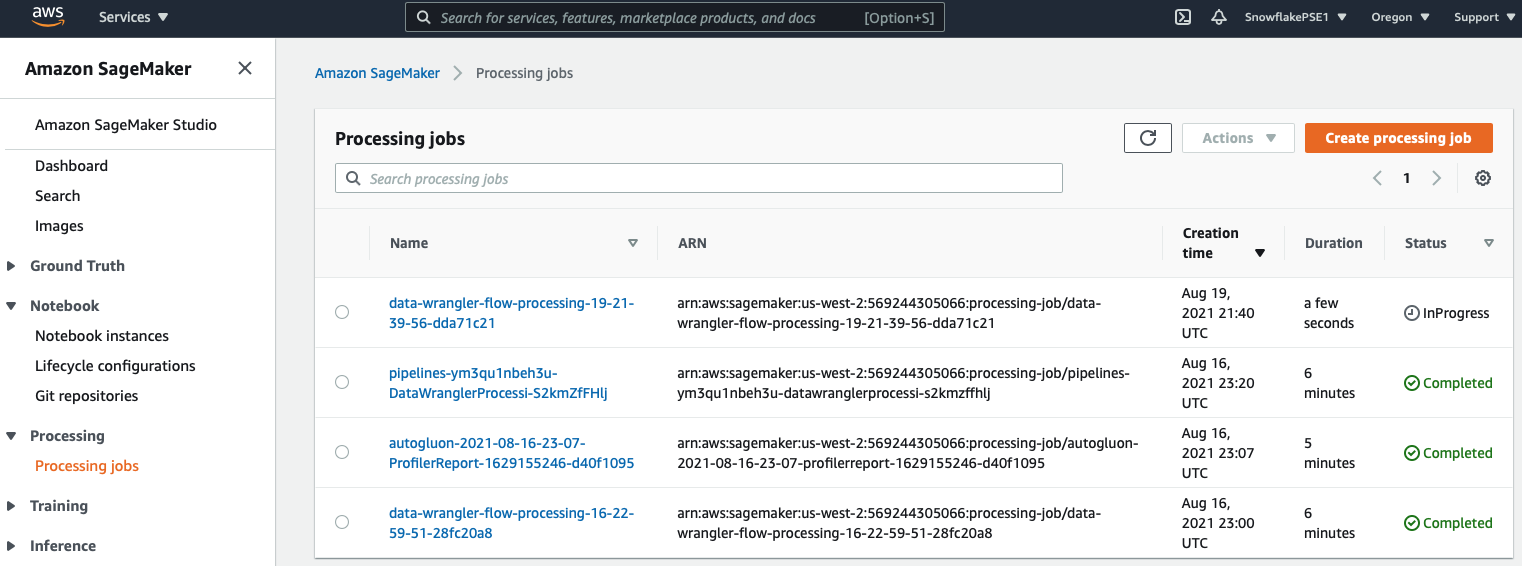 aws
Services
Search for services, features, marketplace products, and docs
[Option+S]
SnowflakePSE1
Oregon
Support
Amazon SageMaker
Amazon SageMaker Studio
Dashboard
Search
Images
Ground Truth
Notebook
Notebook instances
Lifecycle configurations
Git repositories
Processing
Processing jobs
Training
Inference
Amazon SageMaker
Processing jobs
Processing jobs
Actions
Create processing job
Search processing jobs
1
Name
ARN
Creation
time
Duration
Status
data-wrangler-flow-processing-19-21-
39-56-dda71c21
arn:aws:sagemaker:us-west-2:569244305066:processing-job/data-
wrangler-flow-processing-19-21-39-56-dda71c21
Aug 19,
2021 21:40
UTC
a few
seconds
InProgress
pipelines-ym3qu1nbeh3u-
DataWranglerProcessi-S2kmZfFHlj
arn:aws:sagemaker:us-west-2:569244305066:processing-job/pipelines-
ym3qu1nbeh3u-datawranglerprocessi-s2kmzffhlj
Aug 16,
2021 23:20
UTC
6
minutes
Completed
autogluon-2021-08-16-23-07-
ProfilerReport-1629155246-d40f1095
arn:aws:sagemaker:us-west-2:569244305066:processing-job/autogluon-
2021-08-16-23-07-profilerreport-1629155246-d40f1095
Aug 16,
2021 23:07
UTC
5
minutes
Completed
data-wrangler-flow-processing-16-22-
59-51-28fc20a8
arn:aws:sagemaker:us-west-2:569244305066:processing-job/data-
wrangler-flow-processing-16-22-59-51-28fc20a8
Aug 16,
2021 23:00
UTC
6
minutes
Completed